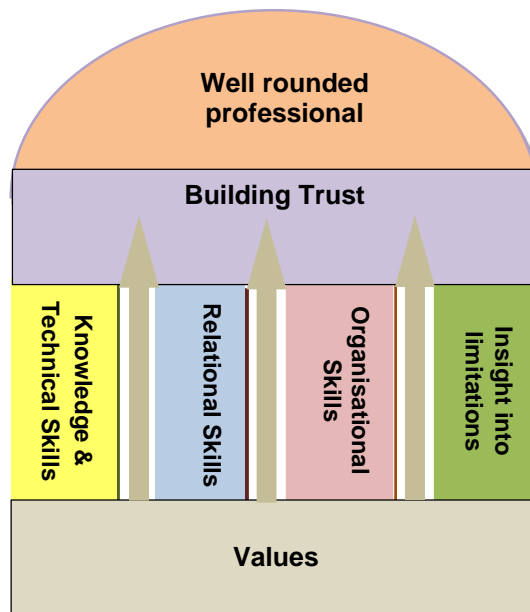 Well rounded
professional
Building Trust
Knowledge &
Technical Skills
Relational Skills
Organisational
Skills
Insight into
limitations
Values